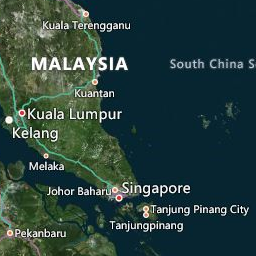 Kuala Terengganu
MALAYSIA
South China S
Kuantan
Kuala Lumpur
Kelang
Melaka
Johor Baharu
Singapore
Tanjung Pinang City
Tanjungpinang
Pekanbaru